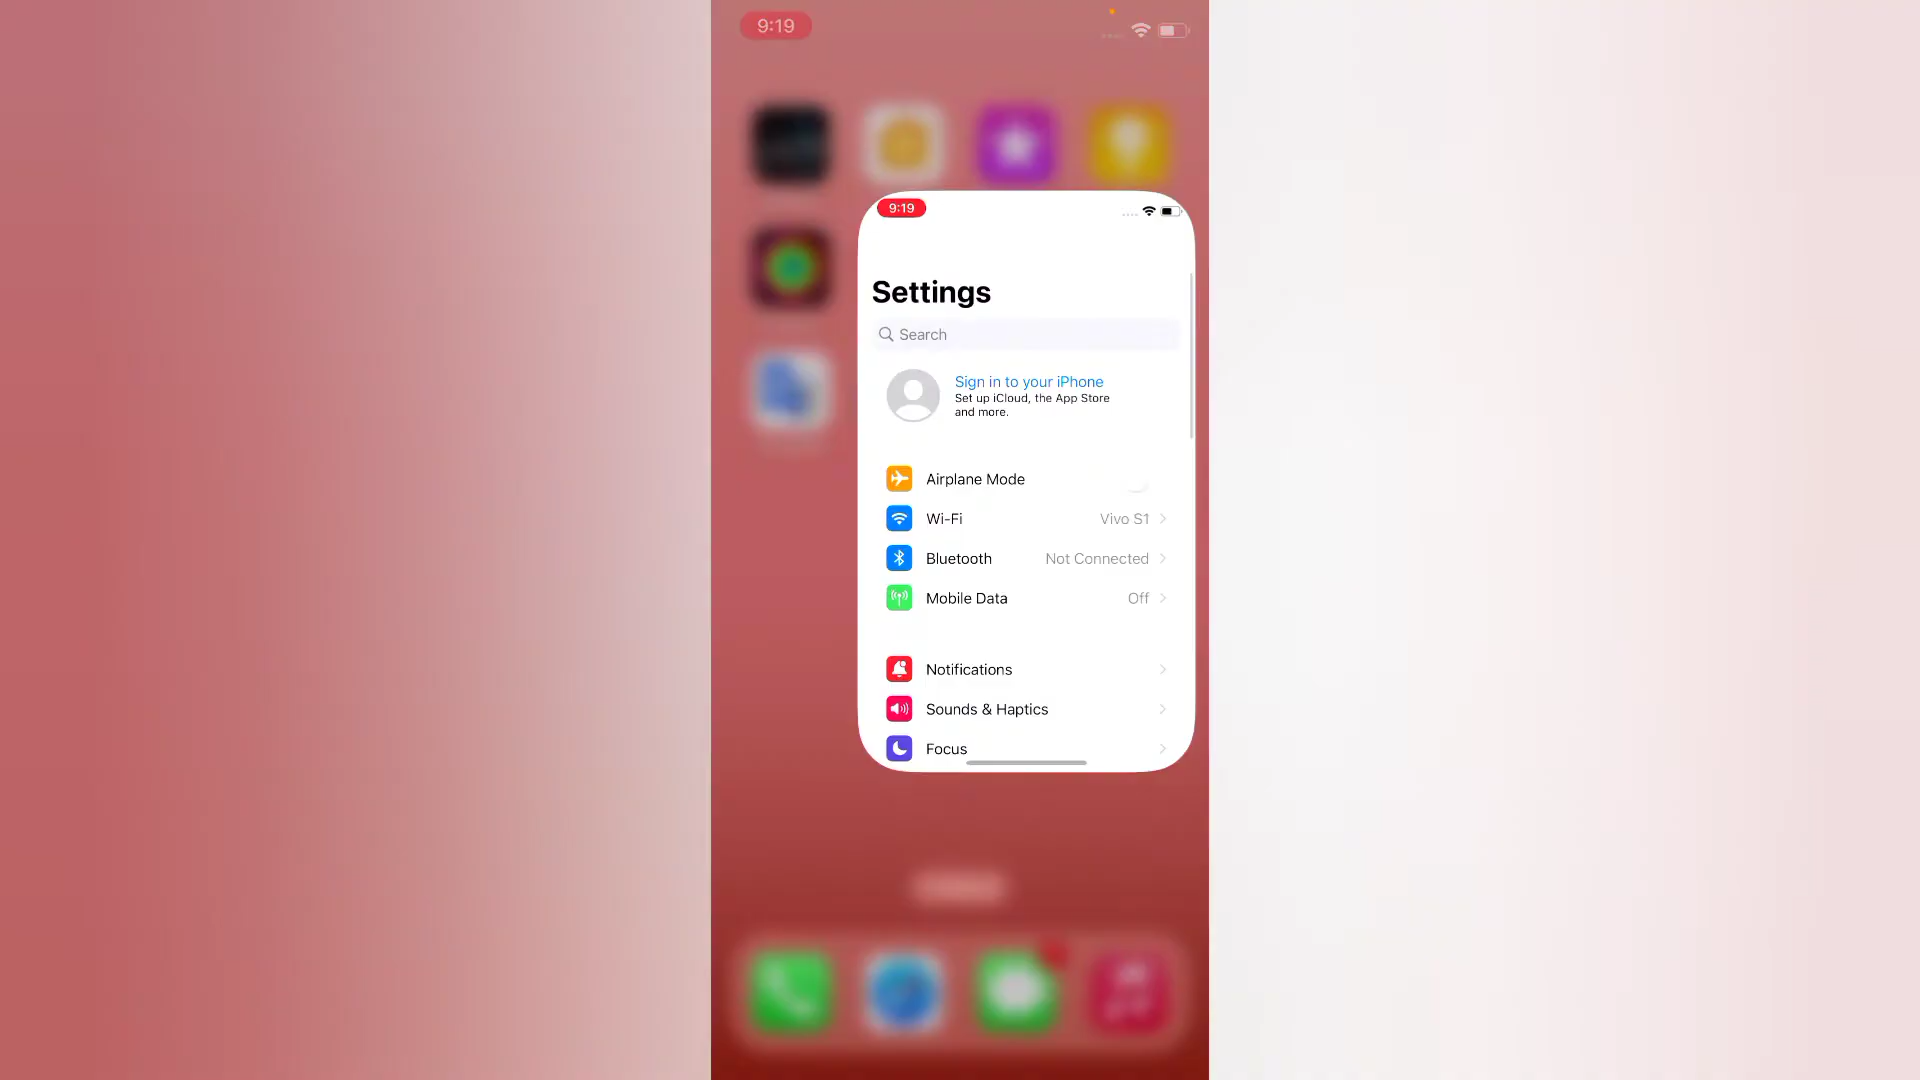 9:19
9:19
Settings
Search
Sign in to your iPhone
Set up iCloud, the App Store
and more.
Airplane Mode
Wi-Fi Vivo S1
Bluetooth Not Connected
Mobile Data Off
Notifications
Sounds & Haptics
Focus